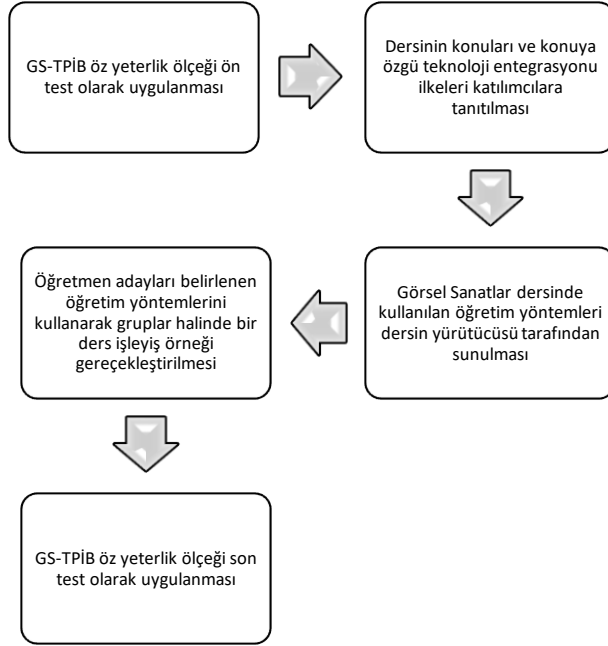 GS-TPİB öz yeterlik ölçeği ön
test olarak uygulanması
Dersinin konuları ve konuya
özgü teknoloji entegrasyonu
ilkeleri katılımcılara
tanıtılması
Görsel Sanatlar dersinde
kullanılan öğretim yöntemleri
dersin yürütücüsü tarafından
sunulması
Öğretmen adayları belirlenen
öğretim yöntemlerini
kullanarak gruplar halinde bir
ders işleyiş örneği
gereçekleştirilmesi
GS-TPİB öz yeterlik ölçeği son
test olarak uygulanması